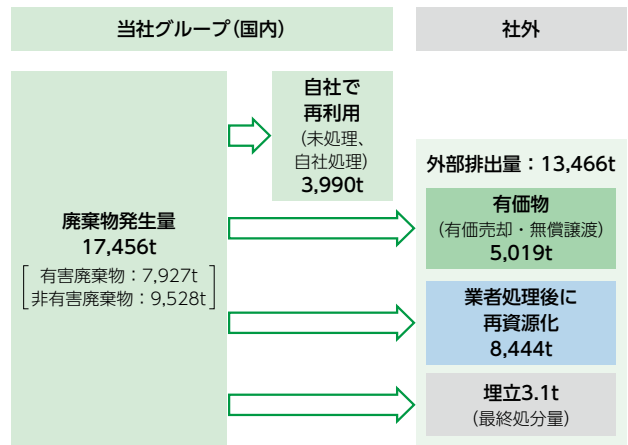 当社グループ(国内)
社外
廃棄物発生量
17,456t
有害廃棄物：7,927t
非有害廃棄物：9,528t
自社で
再利用
(未処理、
自社処理)
3,990t
外部排出量：13,466t
有価物
(有価売却・無償譲渡)
5,019t
業者処理後に
再資源化
8,444t
埋立3.1t
(最終処分量)